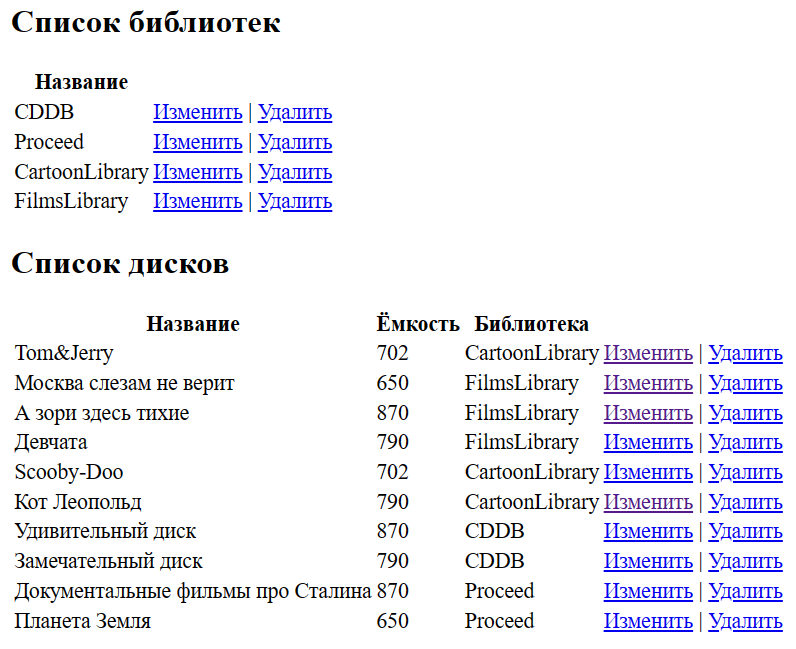 Список библиотек
Название
CDDB Изменить | Удалить
Proceed Изменить | Удалить
CartoonLibrary Изменить | Удалить
FilmsLibrary Изменить | Удалить
Список дисков
Название Ёмкость Библиотека
Tom&Jerry 702 CartoonLibrary Изменить | Удалить
Москва слезам не верит 650 FilmsLibrary Изменить | Удалить
А зори здесь тихие 870 FilmsLibrary Изменить | Удалить
Девчата 790 FilmsLibrary Изменить | Удалить
Scooby-Doo 702 CartoonLibrary Изменить | Удалить
Кот Леопольд 790 CartoonLibrary Изменить | Удалить
Удивительный диск 870 CDDB Изменить | Удалить
Замечательный диск 790 CDDB Изменить | Удалить
Документальные фильмы про Сталина 870 Proceed Изменить | Удалить
Планета Земля 650 Proceed Изменить | Удалить